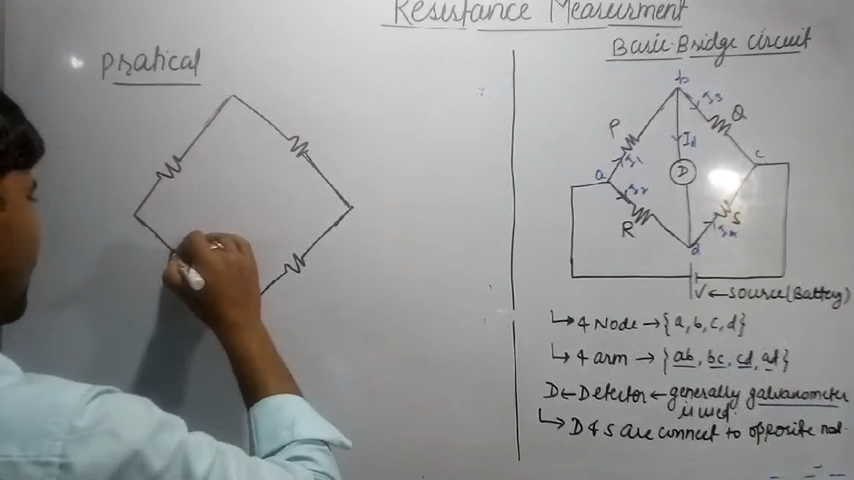 Resistance Measurment
Pratical
Basic Bridge circuit
b
I3
P
Q
Id
a
I1
D
c
I2
R
S
d
V ← source(Battery)
↳ 4 Node → {a, b, c, d}
↳ 4 arm → {ab, bc, cd, ad}
D ← Detector ← generally galvanometer
is used.
↳ D & S are connect to opposite nod.